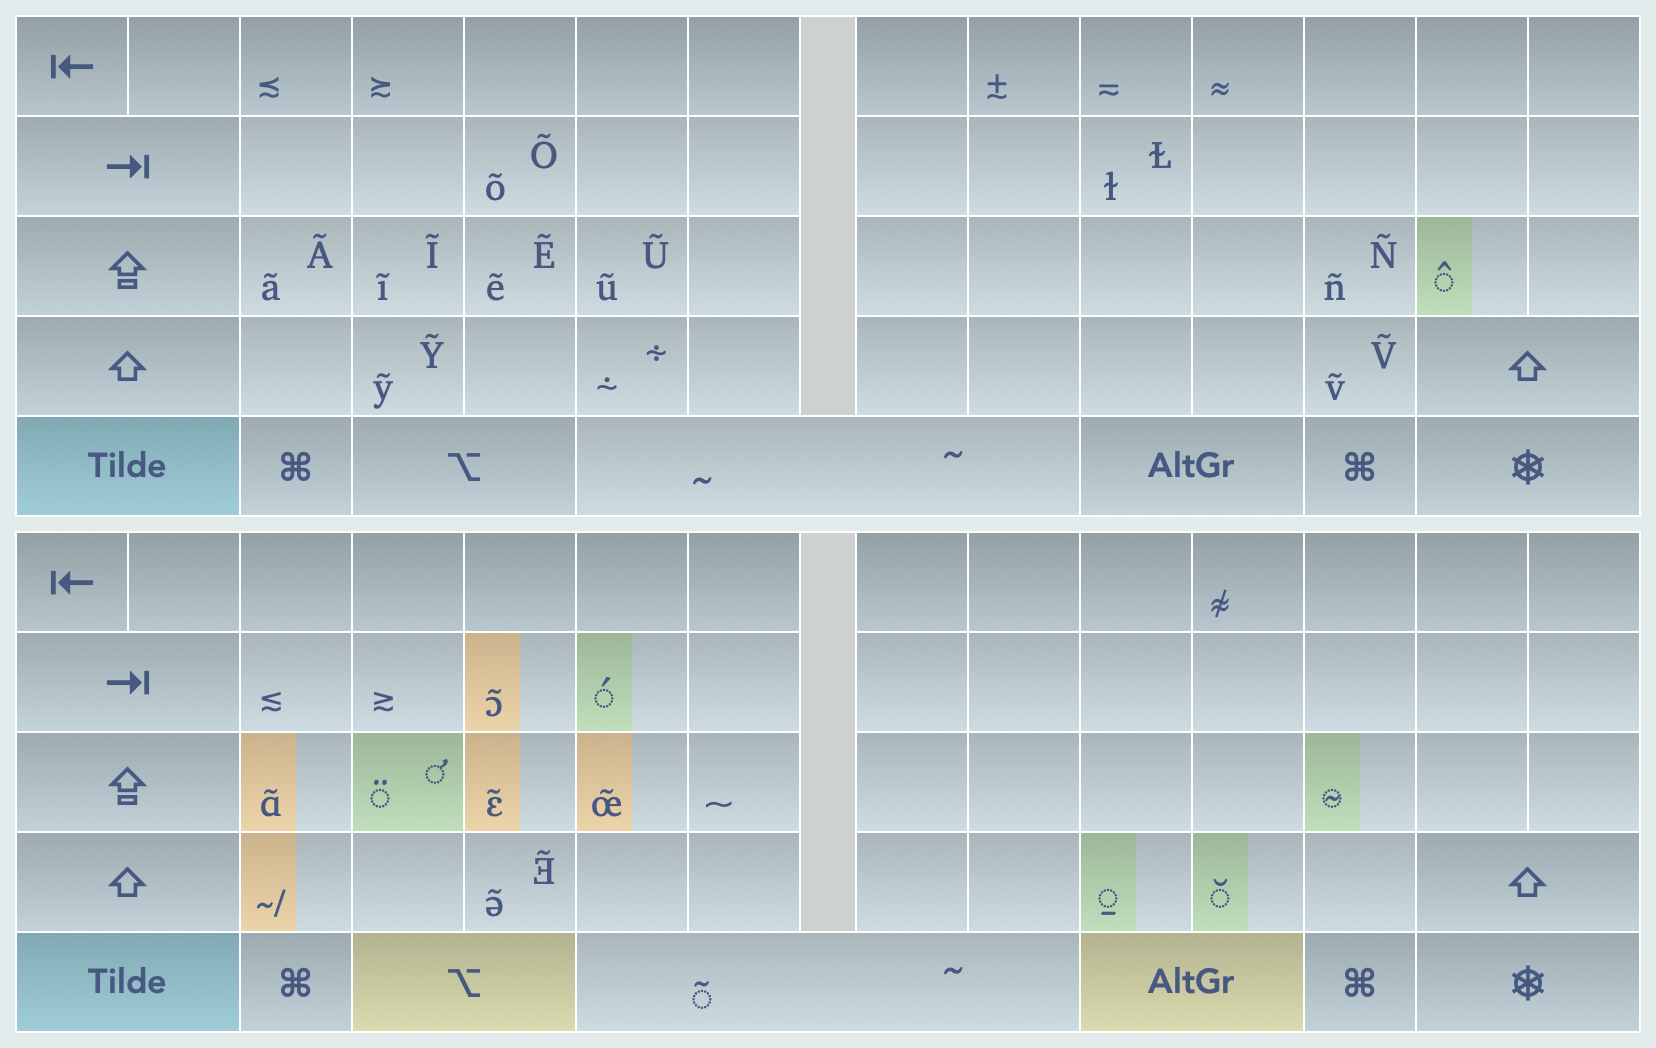 ⪯ ⪰ ± ≂ ≈
Õ
õ
Ł
ł
Ã Ĩ Ẽ Ũ Ñ
ã ĩ ẽ ũ ñ ◌̂
Ỹ Ṽ
ỹ ⩪ ṽ
Tilde ⌘ ⌥ ~ ˜ AltGr ⌘ ⎈
≉
≲ ≳ ɔ̃ ◌́
ɑ̃ ◌̈ ɛ̃ œ̃ ∼ ◌̴
Ǝ̃
~/ ə̃ ◌̱ ◌̆
Tilde ⌘ ⌥ ◌̃ ˜ AltGr ⌘ ⎈